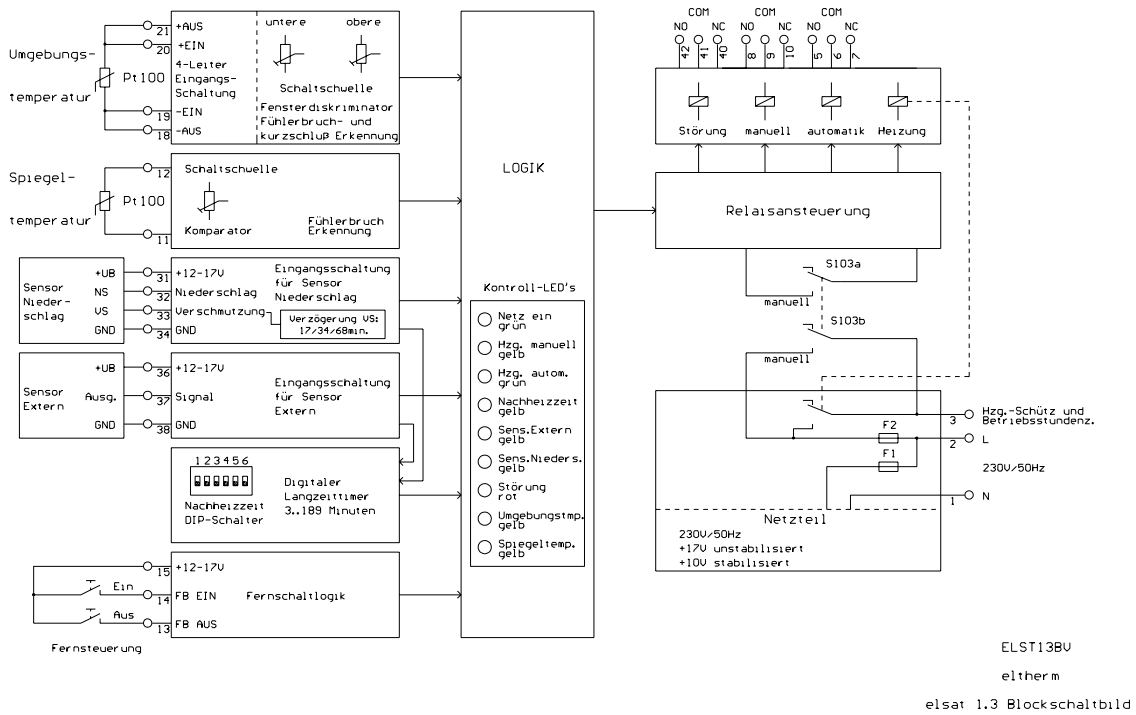 Umgebungs-
temperatur
Pt100
21
20
19
18
+AUS
+EIN
4-Leiter
Eingangs-
Schaltung
-EIN
-AUS
untere
obere
Schaltschwelle
Fensterdiskriminator
Fühlerbruch- und
kurzschluß Erkennung
Spiegel-
temperatur
Pt100
12
11
Schaltschwelle
Komparator
Fühlerbruch
Erkennung
Sensor
Nieder-
schlag
+UB
NS
VS
GND
31
32
33
34
+12-17V
Niederschlag
Verschmutzung
GND
Eingangsschaltung
für Sensor
Niederschlag
Verzögerung VS:
17/34/68min.
Sensor
Extern
+UB
Ausg.
GND
36
37
38
+12-17V
Signal
GND
Eingangsschaltung
für Sensor
Extern
123456
Nachheizzeit
DIP-Schalter
Digitaler
Langzeittimer
3..189 Minuten
15
14
13
Ein
Aus
+12-17V
FB EIN
FB AUS
Fernschaltlogik
Fernsteuerung
LOGIK
Kontroll-LED's
Netz ein
grün
Hzg. manuell
gelb
Hzg. autom.
grün
Nachheizzeit
gelb
Sens.Extern
gelb
Sens.Nieders.
gelb
Störung
rot
Umgebungstmp.
gelb
Spiegeltemp.
gelb
COM COM COM
NO NC NO NC NO NC
42 41 40 8 9 10 5 6 7
Störung manuell automatik Heizung
Relaisansteuerung
S103a
manuell
S103b
manuell
F2
F1
3
2
1
Hzg.-Schütz und
Betriebsstundenz.
L
230V/50Hz
N
Netzteil
230V/50Hz
+17V unstabilisiert
+10V stabilisiert
ELST13BV
eltherm
elsat 1.3 Blockschaltbild